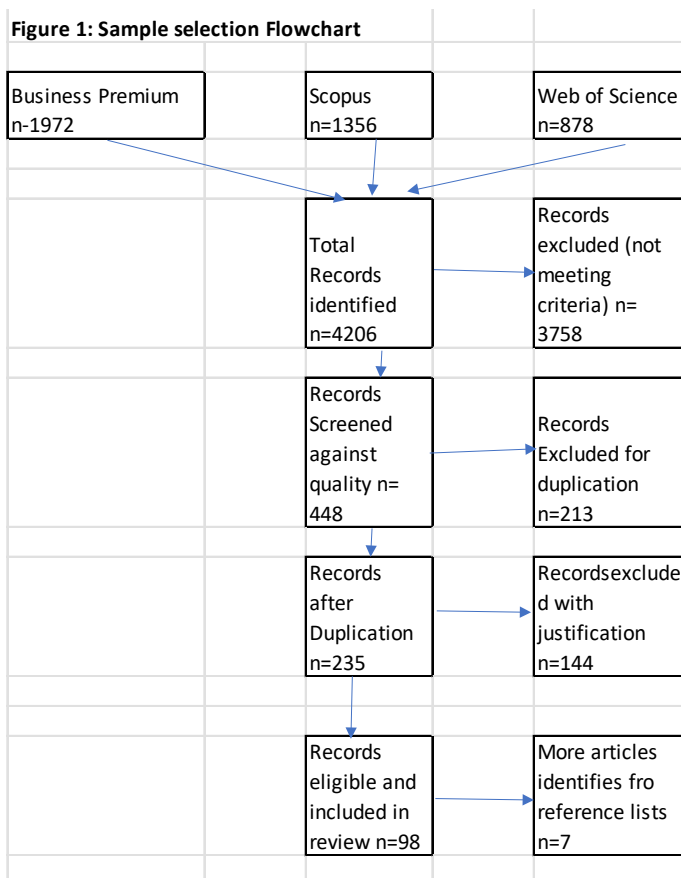 Figure 1: Sample selection Flowchart
Business Premium
n-1972
Scopus
n=1356
Web of Science
n=878
Total
Records
identified
n=4206
Records
excluded (not
meeting
criteria) n=
3758
Records
Screened
against
quality n=
448
Records
Excluded for
duplication
n=213
Records
after
Duplication
n=235
Recordsexclude
d with
justification
n=144
Records
eligible and
included in
review n=98
More articles
identifies fro
reference lists
n=7